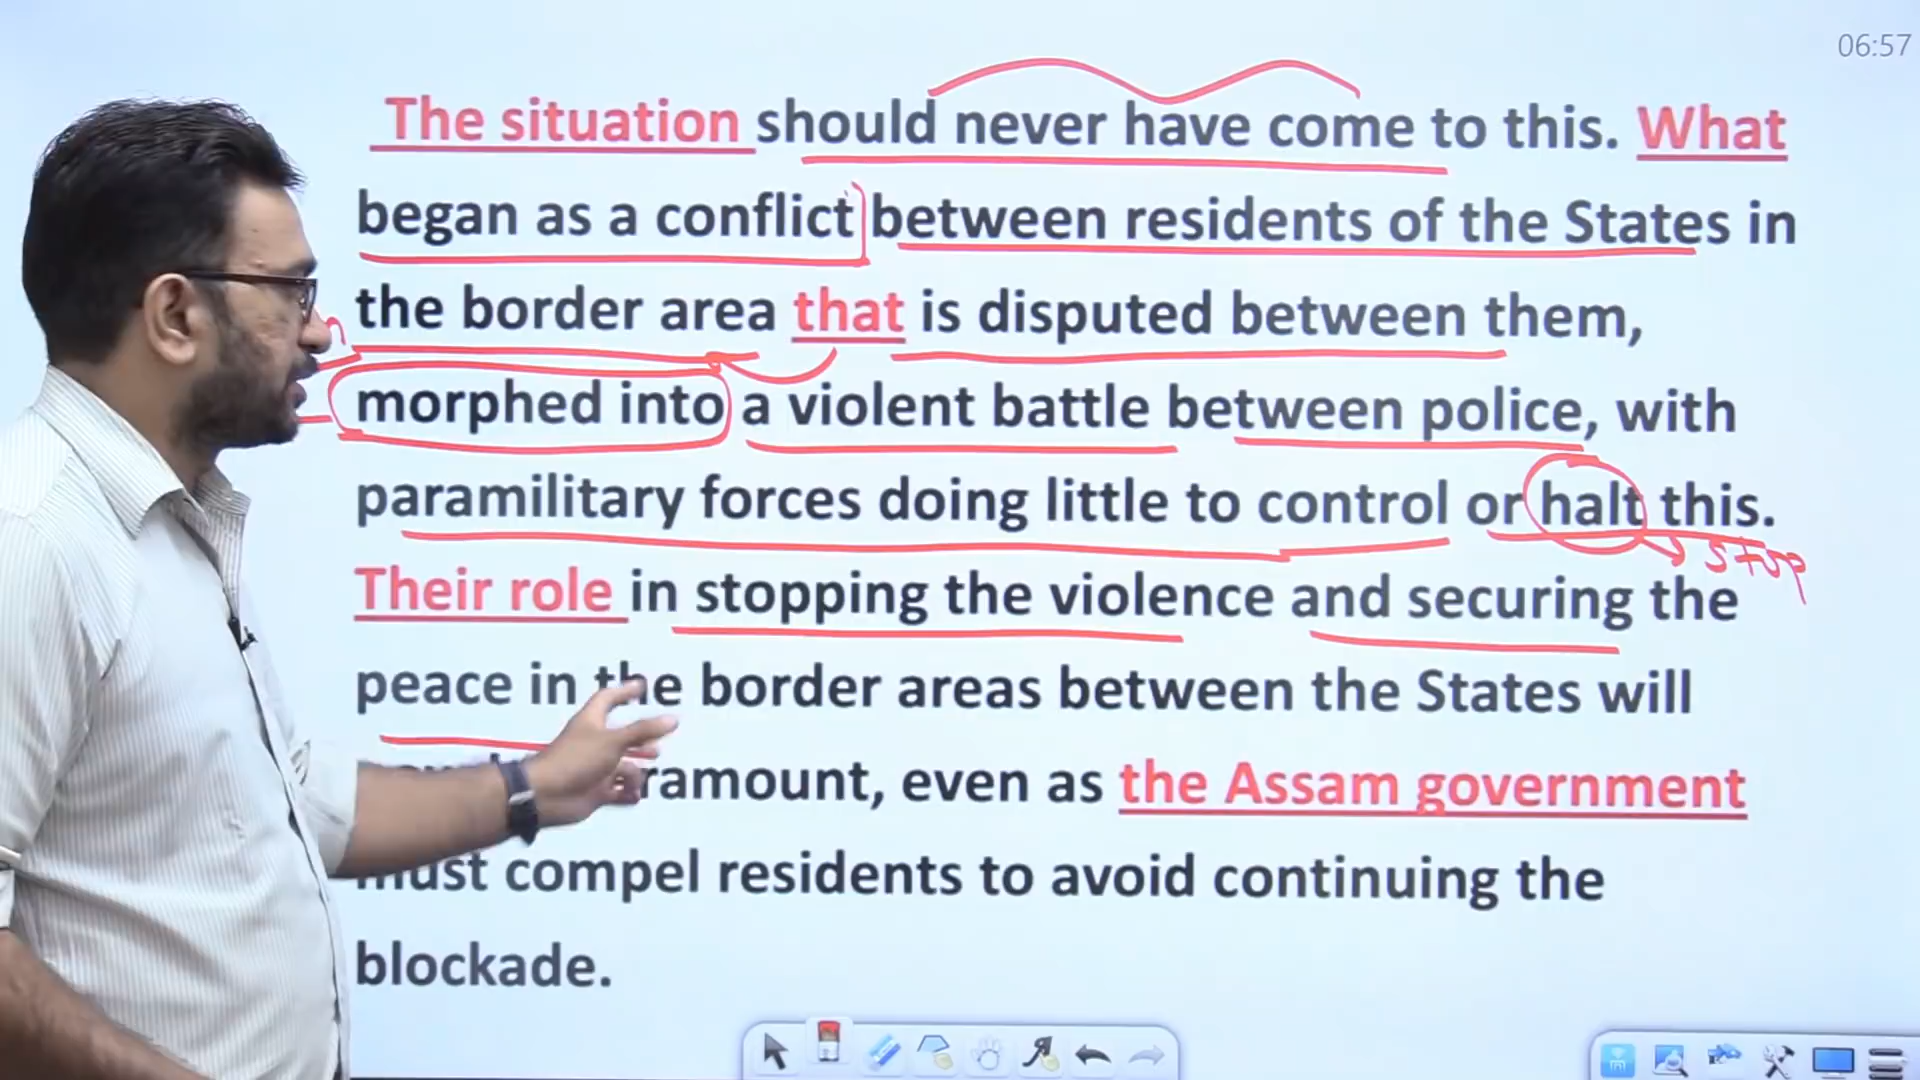 06:57
The situation should never have come to this. What
began as a conflict between residents of the States in
the border area that is disputed between them,
morphed into a violent battle between police, with
paramilitary forces doing little to control or halt this.
stop
Their role in stopping the violence and securing the
peace in the border areas between the States will
ramount, even as the Assam government
must compel residents to avoid continuing the
blockade.